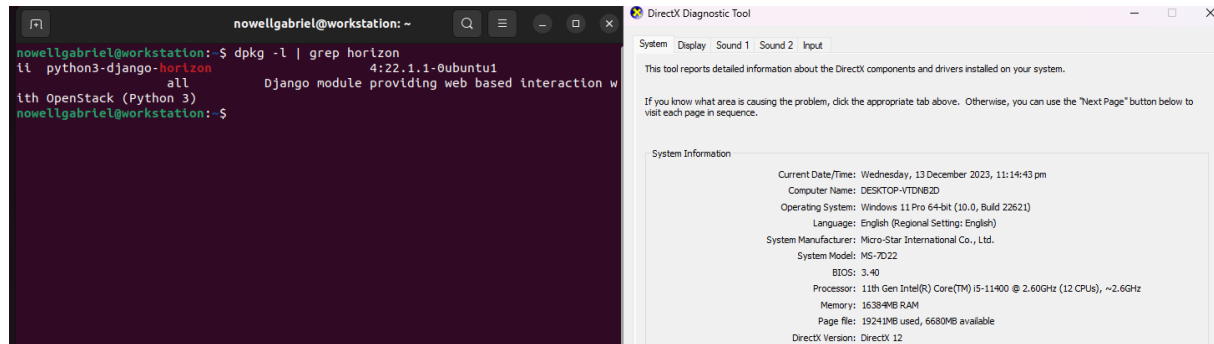 nowellgabriel@workstation: ~
nowellgabriel@workstation:~$ dpkg -l | grep horizon
ii  python3-django-horizon                    4:22.1.1-0ubuntu1
                    all          Django module providing web based interaction w
ith OpenStack (Python 3)
nowellgabriel@workstation:~$
DirectX Diagnostic Tool
System Display Sound 1 Sound 2 Input
This tool reports detailed information about the DirectX components and drivers installed on your system.
If you know what area is causing the problem, click the appropriate tab above. Otherwise, you can use the "Next Page" button below to
visit each page in sequence.
System Information
Current Date/Time: Wednesday, 13 December 2023, 11:14:43 pm
Computer Name: DESKTOP-VTDNB2D
Operating System: Windows 11 Pro 64-bit (10.0, Build 22621)
Language: English (Regional Setting: English)
System Manufacturer: Micro-Star International Co., Ltd.
System Model: MS-7D22
BIOS: 3.40
Processor: 11th Gen Intel(R) Core(TM) i5-11400 @ 2.60GHz (12 CPUs), ~2.6GHz
Memory: 16384MB RAM
Page file: 19241MB used, 6680MB available
DirectX Version: DirectX 12